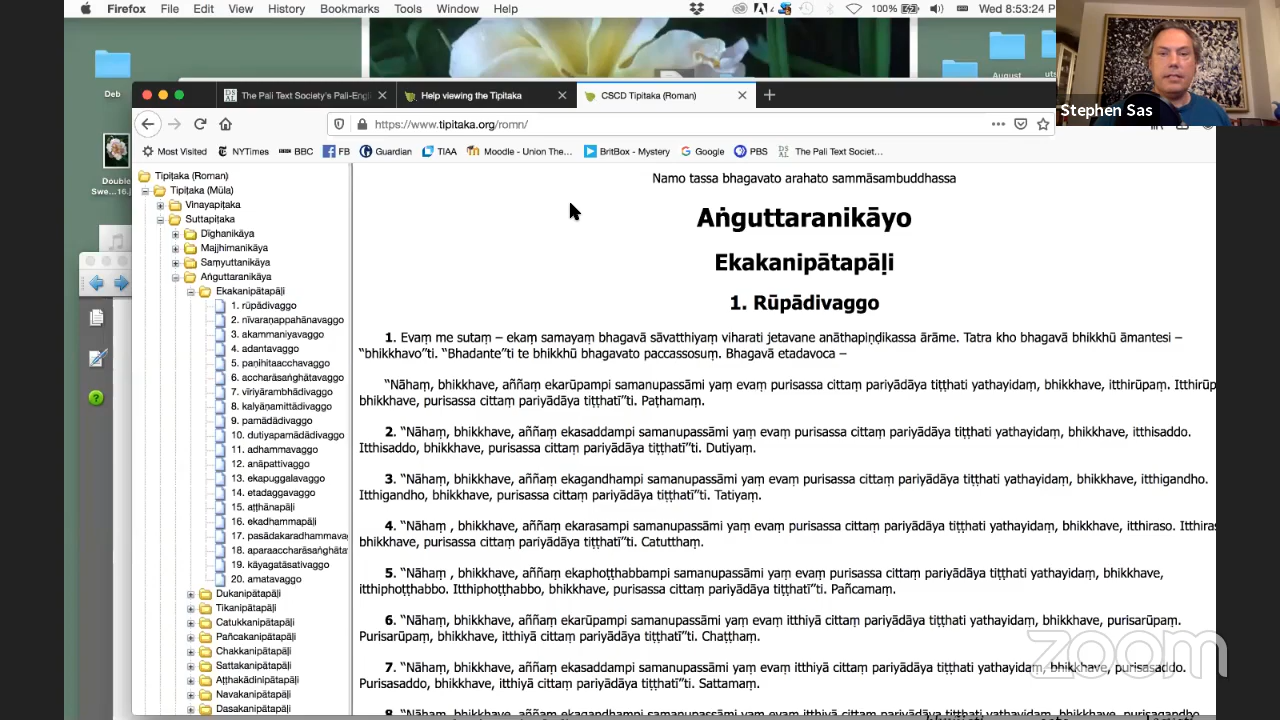 Firefox File Edit View History Bookmarks Tools Window Help
100% Wed 8:53:24 P
Deb
August
Stephen Sas
The Pali Text Society's Pali-Engl
Help viewing the Tipitaka
CSCD Tipitaka (Roman)
https://www.tipitaka.org/romn/
Most Visited NYTimes BBC FB Guardian TIAA Moodle - Union The... BritBox - Mystery Google PBS The Pali Text Societ...
Double
Swe...16.j
Tipiṭaka (Roman)
Tipiṭaka (Mūla)
Vinayapiṭaka
Suttapiṭaka
Dīghanikāya
Majjhimanikāya
Saṃyuttanikāya
Aṅguttaranikāya
Ekakanipātapāḷi
1. rūpādivaggo
2. nīvaraṇappahānavaggo
3. akammaniyavaggo
4. adantavaggo
5. paṇihitaacchavaggo
6. accharāsaṅghātavaggo
7. vīriyārambhādivaggo
8. kalyāṇamittādivaggo
9. pamādādivaggo
10. dutiyapamādādivaggo
11. adhammavaggo
12. anāpattivaggo
13. ekapuggalavaggo
14. etadaggavaggo
15. aṭṭhānapāḷi
16. ekadhammapāḷi
17. pasādakaradhammava
18. aparaaccharāsaṅghāta
19. kāyagatāsativaggo
20. amatavaggo
Dukanipātapāḷi
Tikanipātapāḷi
Catukkanipātapāḷi
Pañcakanipātapāḷi
Chakkanipātapāḷi
Sattakanipātapāḷi
Aṭṭhakādinipātapāḷi
Navakanipātapāḷi
Dasakanipātapāḷi
Namo tassa bhagavato arahato sammāsambuddhassa
Aṅguttaranikāyo
Ekakanipātapāḷi
1. Rūpādivaggo
1. Evaṃ me sutaṃ – ekaṃ samayaṃ bhagavā sāvatthiyaṃ viharati jetavane anāthapiṇḍikassa ārāme. Tatra kho bhagavā bhikkhū āmantesi –
“bhikkhavo”ti. “Bhadante”ti te bhikkhū bhagavato paccassosuṃ. Bhagavā etadavoca –
“Nāhaṃ, bhikkhave, aññaṃ ekarūpampi samanupassāmi yaṃ evaṃ purisassa cittaṃ pariyādāya tiṭṭhati yathayidaṃ, bhikkhave, itthirūpaṃ. Itthirūp
bhikkhave, purisassa cittaṃ pariyādāya tiṭṭhatī”ti. Paṭhamaṃ.
2. “Nāhaṃ, bhikkhave, aññaṃ ekasaddampi samanupassāmi yaṃ evaṃ purisassa cittaṃ pariyādāya tiṭṭhati yathayidaṃ, bhikkhave, itthisaddo.
Itthisaddo, bhikkhave, purisassa cittaṃ pariyādāya tiṭṭhatī”ti. Dutiyaṃ.
3. “Nāhaṃ, bhikkhave, aññaṃ ekagandhampi samanupassāmi yaṃ evaṃ purisassa cittaṃ pariyādāya tiṭṭhati yathayidaṃ, bhikkhave, itthigandho.
Itthigandho, bhikkhave, purisassa cittaṃ pariyādāya tiṭṭhatī”ti. Tatiyaṃ.
4. “Nāhaṃ , bhikkhave, aññaṃ ekarasampi samanupassāmi yaṃ evaṃ purisassa cittaṃ pariyādāya tiṭṭhati yathayidaṃ, bhikkhave, itthiraso. Itthiras
bhikkhave, purisassa cittaṃ pariyādāya tiṭṭhatī”ti. Catutthaṃ.
5. “Nāhaṃ , bhikkhave, aññaṃ ekaphoṭṭhabbampi samanupassāmi yaṃ evaṃ purisassa cittaṃ pariyādāya tiṭṭhati yathayidaṃ, bhikkhave,
itthiphoṭṭhabbo. Itthiphoṭṭhabbo, bhikkhave, purisassa cittaṃ pariyādāya tiṭṭhatī”ti. Pañcamaṃ.
6. “Nāhaṃ, bhikkhave, aññaṃ ekarūpampi samanupassāmi yaṃ evaṃ itthiyā cittaṃ pariyādāya tiṭṭhati yathayidaṃ, bhikkhave, purisarūpaṃ.
Purisarūpaṃ, bhikkhave, itthiyā cittaṃ pariyādāya tiṭṭhatī”ti. Chaṭṭhaṃ.
7. “Nāhaṃ, bhikkhave, aññaṃ ekasaddampi samanupassāmi yaṃ evaṃ itthiyā cittaṃ pariyādāya tiṭṭhati yathayidaṃ, bhikkhave, purisasaddo.
Purisasaddo, bhikkhave, itthiyā cittaṃ pariyādāya tiṭṭhatī”ti. Sattamaṃ.
zoom